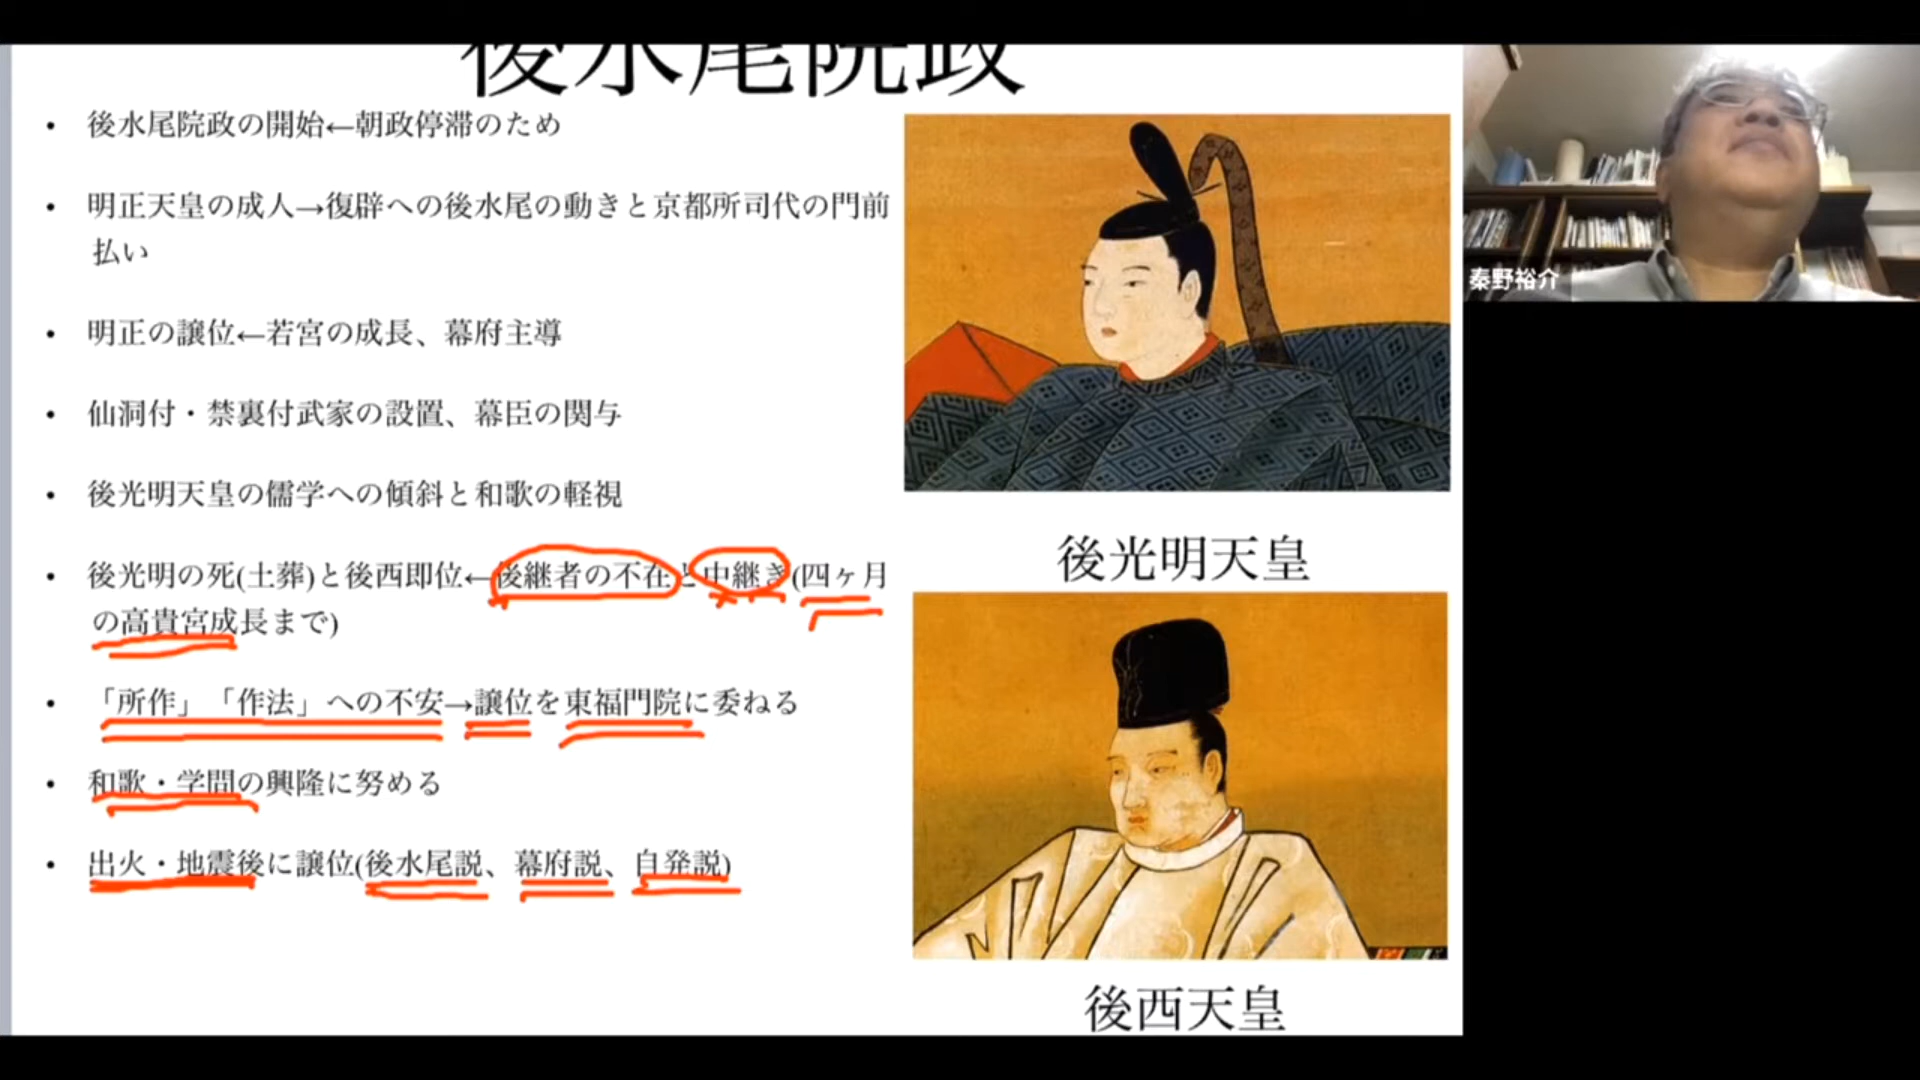 後水尾院政
• 後水尾院政の開始←朝政停滞のため
• 明正天皇の成人→復辟への後水尾の動きと京都所司代の門前
払い
• 明正の譲位←若宮の成長、幕府主導
• 仙洞付・禁裏付武家の設置、幕臣の関与
• 後光明天皇の儒学への傾斜と和歌の軽視
• 後光明の死(土葬)と後西即位←後継者の不在と中継ぎ(四ヶ月
の高貴宮成長まで)
• 「所作」「作法」への不安→譲位を東福門院に委ねる
• 和歌・学問の興隆に努める
• 出火・地震後に譲位(後水尾説、幕府説、自発説)
後光明天皇
後西天皇
秦野裕介